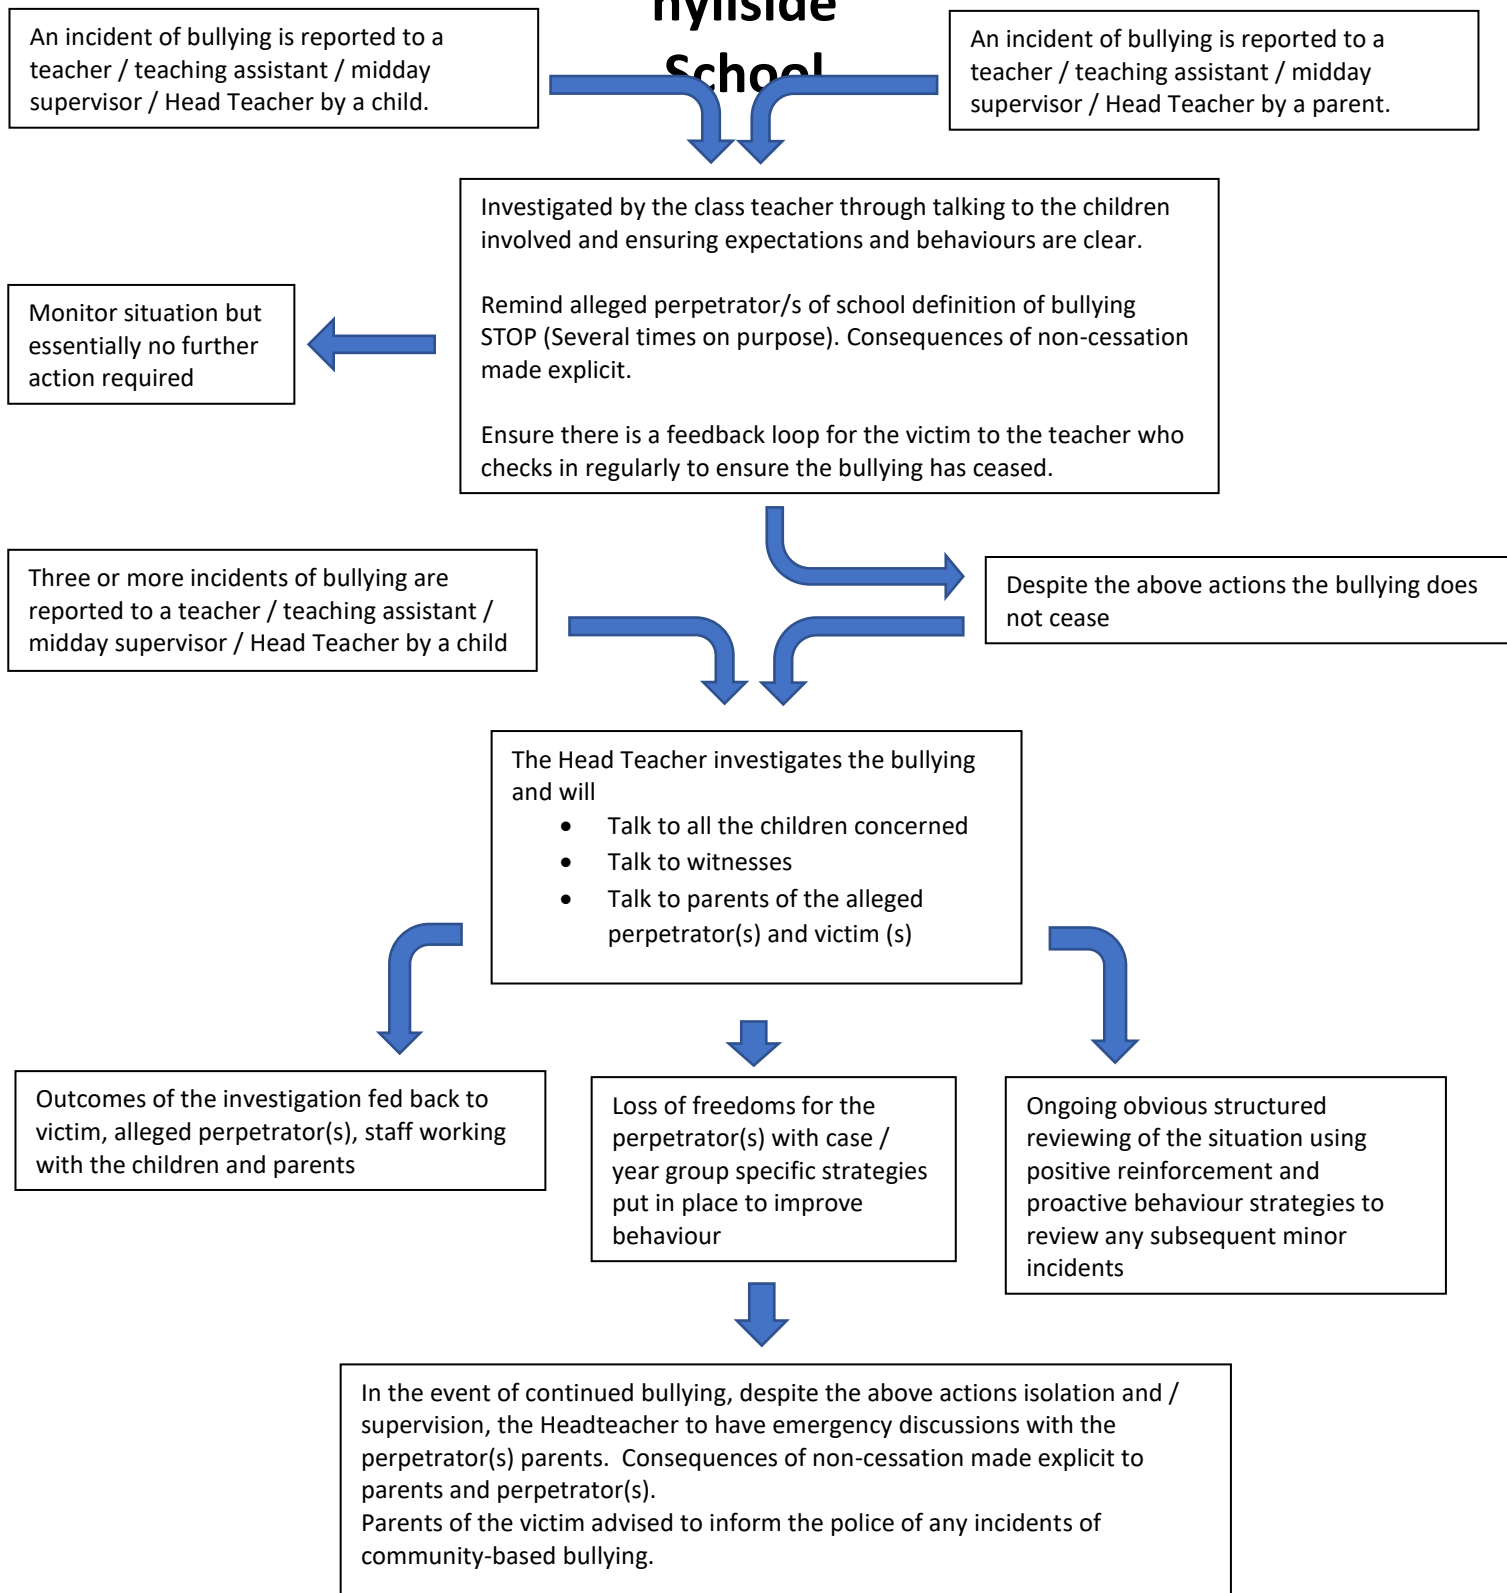 nyllside
School
An incident of bullying is reported to a
teacher / teaching assistant / midday
supervisor / Head Teacher by a child.
An incident of bullying is reported to a
teacher / teaching assistant / midday
supervisor / Head Teacher by a parent.
Investigated by the class teacher through talking to the children
involved and ensuring expectations and behaviours are clear.
Remind alleged perpetrator/s of school definition of bullying
STOP (Several times on purpose). Consequences of non-cessation
made explicit.
Ensure there is a feedback loop for the victim to the teacher who
checks in regularly to ensure the bullying has ceased.
Monitor situation but
essentially no further
action required
Three or more incidents of bullying are
reported to a teacher / teaching assistant /
midday supervisor / Head Teacher by a child
Despite the above actions the bullying does
not cease
The Head Teacher investigates the bullying
and will
• Talk to all the children concerned
• Talk to witnesses
• Talk to parents of the alleged
perpetrator(s) and victim (s)
Outcomes of the investigation fed back to
victim, alleged perpetrator(s), staff working
with the children and parents
Loss of freedoms for the
perpetrator(s) with case /
year group specific strategies
put in place to improve
behaviour
Ongoing obvious structured
reviewing of the situation using
positive reinforcement and
proactive behaviour strategies to
review any subsequent minor
incidents
In the event of continued bullying, despite the above actions isolation and /
supervision, the Headteacher to have emergency discussions with the
perpetrator(s) parents.  Consequences of non-cessation made explicit to
parents and perpetrator(s).
Parents of the victim advised to inform the police of any incidents of
community-based bullying.